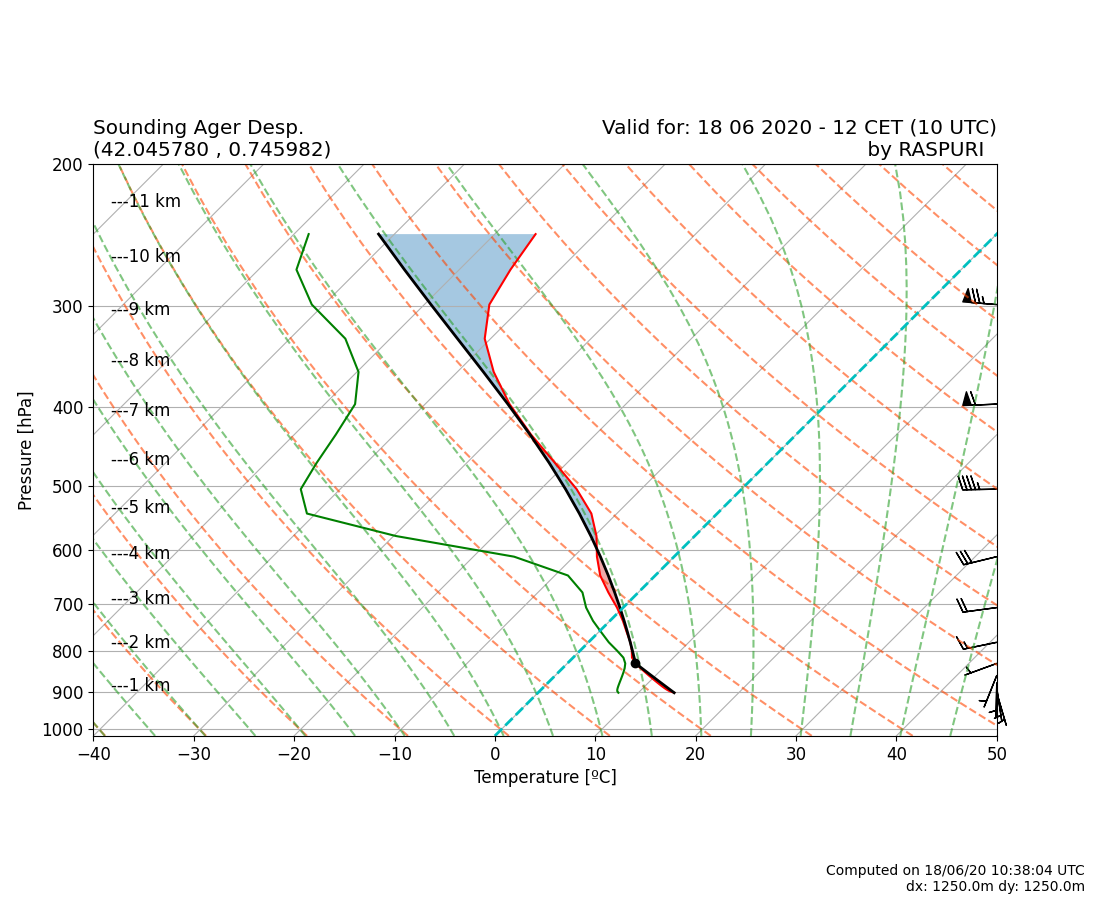 Sounding Ager Desp.
(42.045780 , 0.745982)
Valid for: 18 06 2020 - 12 CET (10 UTC)
by RASPURI
200
300
400
500
600
700
800
900
1000
Pressure [hPa]
---11 km
---10 km
---9 km
---8 km
---7 km
---6 km
---5 km
---4 km
---3 km
---2 km
---1 km
−40 −30 −20 −10 0 10 20 30 40 50
Temperature [ºC]
Computed on 18/06/20 10:38:04 UTC
dx: 1250.0m dy: 1250.0m